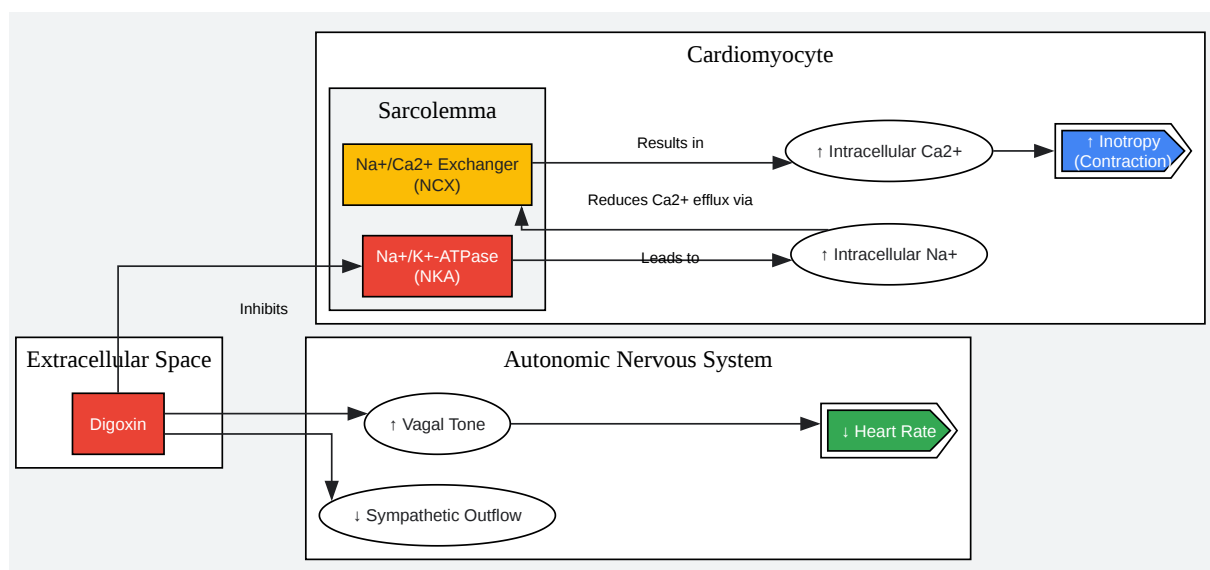 Cardiomyocyte
Sarcolemma
Na+/Ca2+ Exchanger
(NCX)
Results in
↑ Intracellular Ca2+
↑ Inotropy
(Contraction)
Reduces Ca2+ efflux via
Na+/K+-ATPase
(NKA)
Leads to
↑ Intracellular Na+
Inhibits
Extracellular Space
Digoxin
Autonomic Nervous System
↑ Vagal Tone
↓ Heart Rate
↓ Sympathetic Outflow